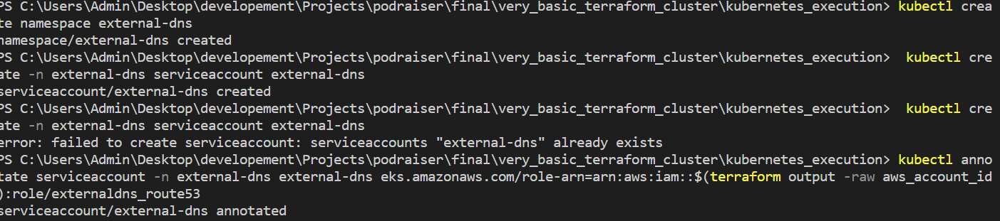 PS C:\Users\Admin\Desktop\developement\Projects\podraiser\final\very_basic_terraform_cluster\kubernetes_execution> kubectl crea
te namespace external-dns
namespace/external-dns created
PS C:\Users\Admin\Desktop\developement\Projects\podraiser\final\very_basic_terraform_cluster\kubernetes_execution>  kubectl cre
ate -n external-dns serviceaccount external-dns
serviceaccount/external-dns created
PS C:\Users\Admin\Desktop\developement\Projects\podraiser\final\very_basic_terraform_cluster\kubernetes_execution>  kubectl cre
ate -n external-dns serviceaccount external-dns
error: failed to create serviceaccount: serviceaccounts "external-dns" already exists
PS C:\Users\Admin\Desktop\developement\Projects\podraiser\final\very_basic_terraform_cluster\kubernetes_execution> kubectl anno
tate serviceaccount -n external-dns external-dns eks.amazonaws.com/role-arn=arn:aws:iam::$(terraform output -raw aws_account_id
):role/externaldns_route53
serviceaccount/external-dns annotated